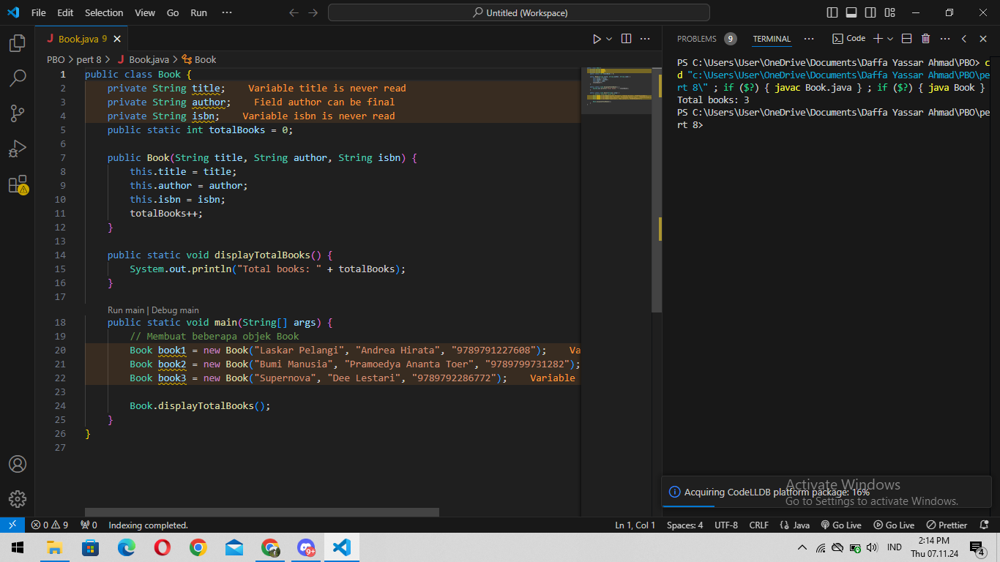 File Edit Selection View Go Run ··· Untitled (Workspace)
Book.java 9
PBO > pert 8 > Book.java > Book
1 public class Book {
2 private String title; Variable title is never read
3 private String author; Field author can be final
4 private String isbn; Variable isbn is never read
5 public static int totalBooks = 0;
6
7 public Book(String title, String author, String isbn) {
8 this.title = title;
9 this.author = author;
10 this.isbn = isbn;
11 totalBooks++;
12 }
13
14 public static void displayTotalBooks() {
15 System.out.println("Total books: " + totalBooks);
16 }
17
Run main | Debug main
18 public static void main(String[] args) {
19 // Membuat beberapa objek Book
20 Book book1 = new Book("Laskar Pelangi", "Andrea Hirata", "9789791227608"); Va
21 Book book2 = new Book("Bumi Manusia", "Pramoedya Ananta Toer", "9789799731282");
22 Book book3 = new Book("Supernova", "Dee Lestari", "9789792286772"); Variable
23
24 Book.displayTotalBooks();
25 }
26 }
27
PROBLEMS 9 TERMINAL ··· Code
PS C:\Users\User\OneDrive\Documents\Daffa Yassar Ahmad\PBO> c
d "c:\Users\User\OneDrive\Documents\Daffa Yassar Ahmad\PBO\pe
rt 8\" ; if ($?) { javac Book.java } ; if ($?) { java Book }
Total books: 3
PS C:\Users\User\OneDrive\Documents\Daffa Yassar Ahmad\PBO\pe
rt 8>
Activate Windows
Acquiring CodeLLDB platform package: 16%
Go to Settings to activate Windows.
0 9 0 Indexing completed. Ln 1, Col 1 Spaces: 4 UTF-8 CRLF {} Java Go Live Go Live Prettier
9+ IND 2:14 PM
Thu 07.11.24 4